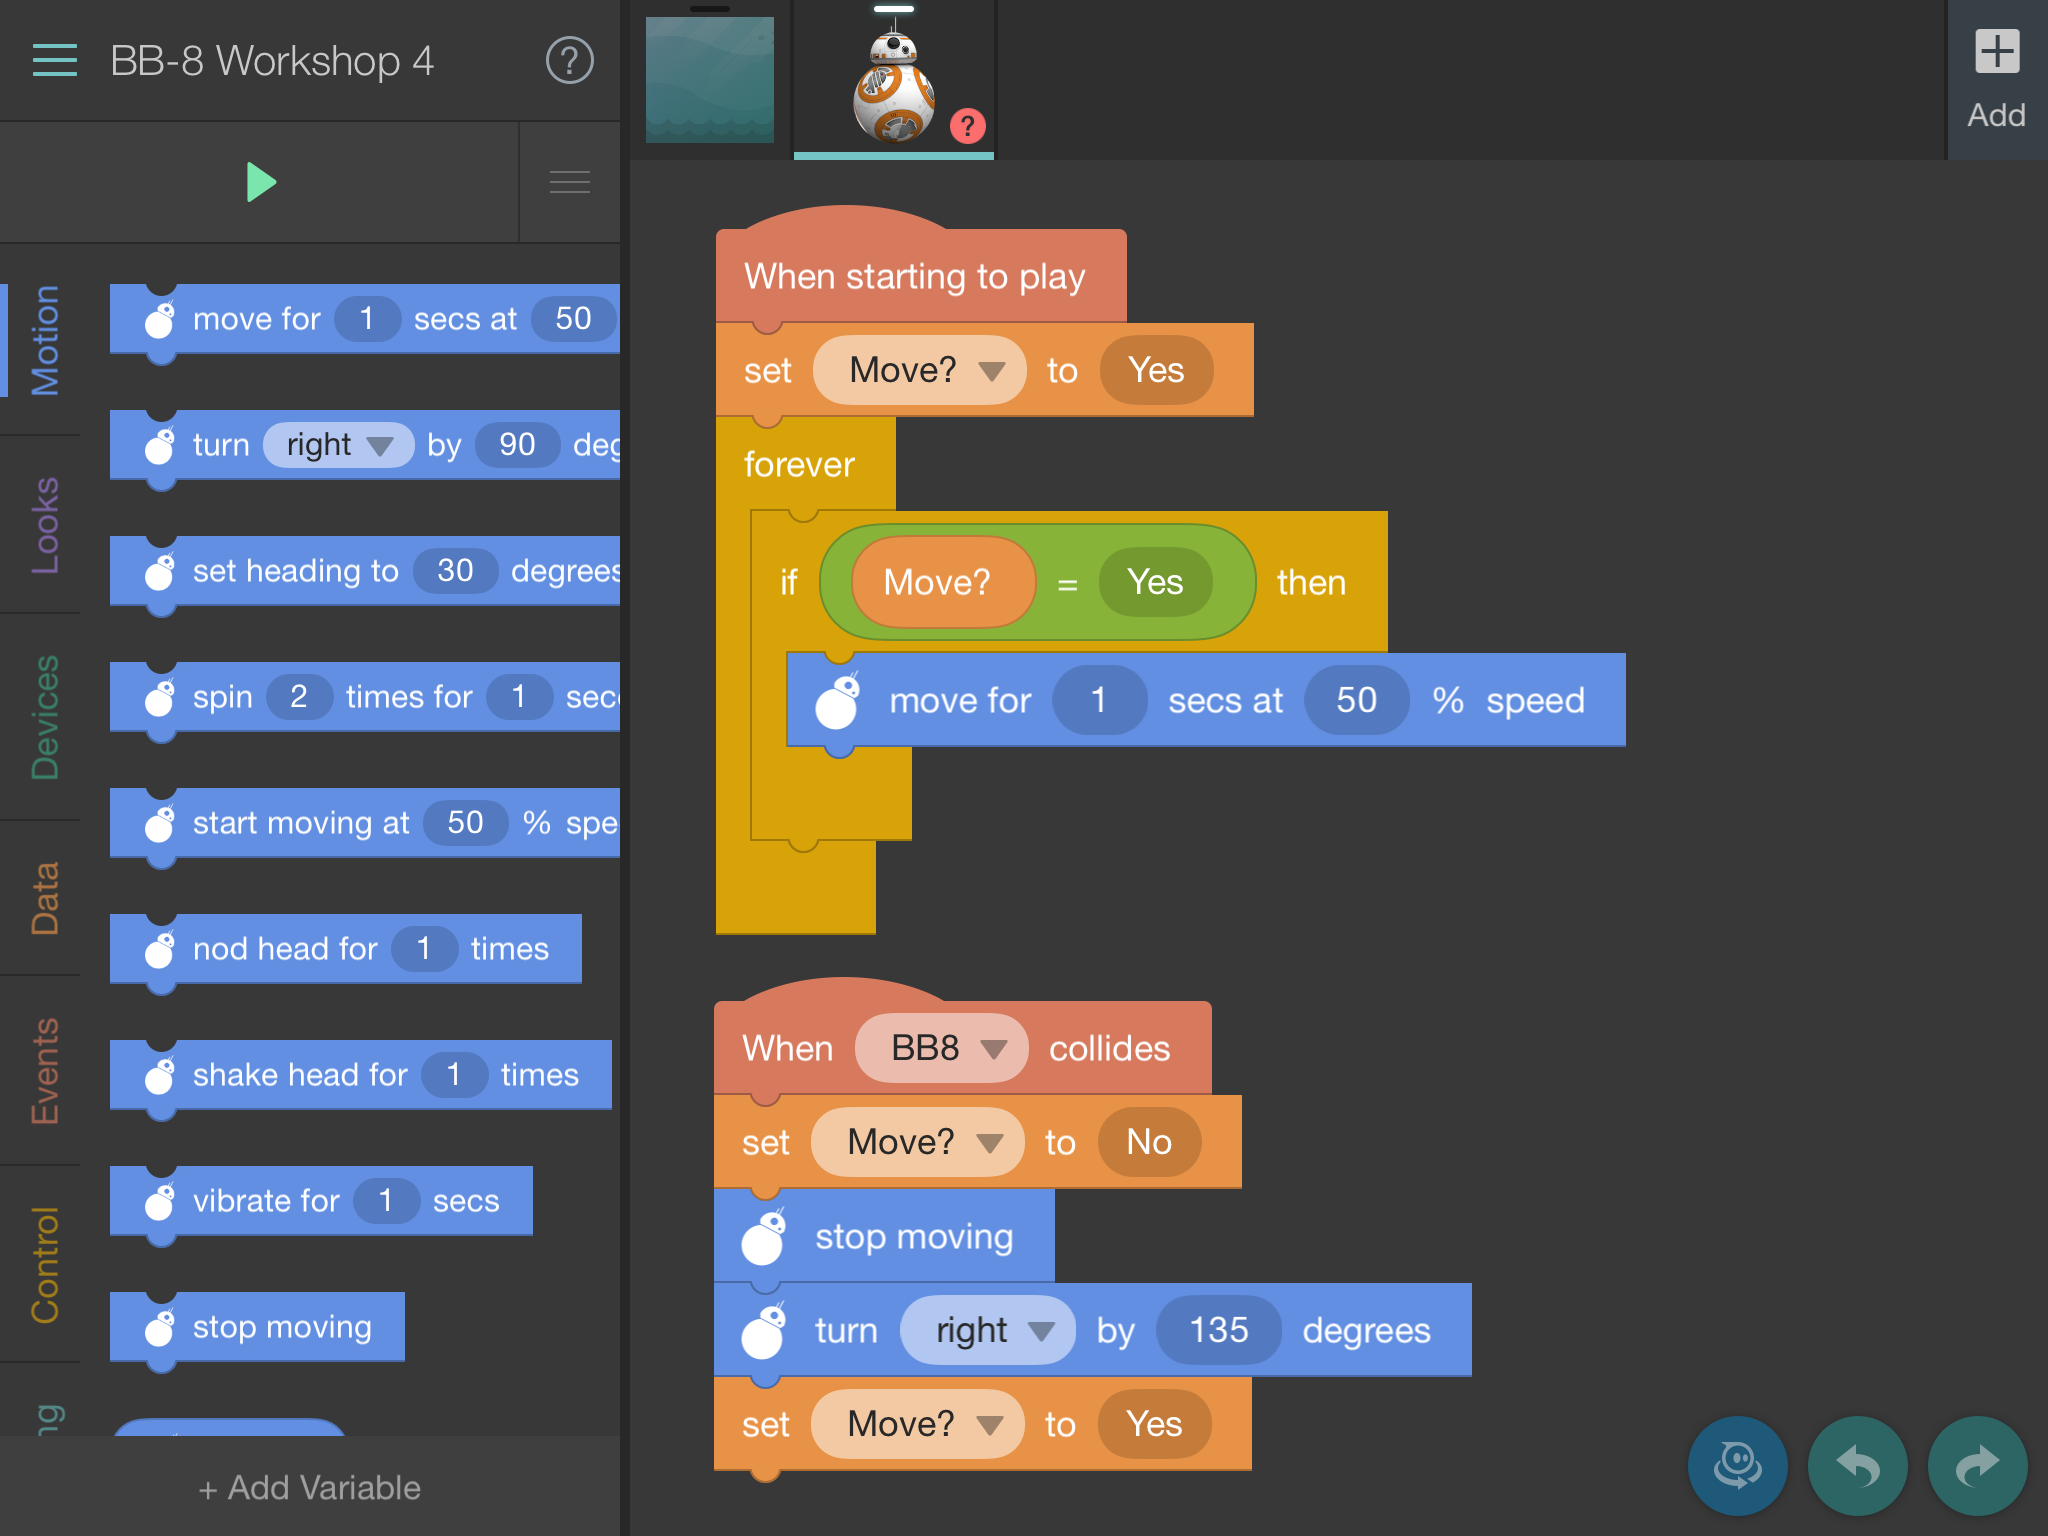 BB-8 Workshop 4
?
?
Add
Motion
Looks
Devices
Data
Events
Control
ng
move for 1 secs at 50
turn right by 90 deg
set heading to 30 degrees
spin 2 times for 1 sec
start moving at 50 % spe
nod head for 1 times
shake head for 1 times
vibrate for 1 secs
stop moving
+ Add Variable
When starting to play
set Move? to Yes
forever
if Move? = Yes then
move for 1 secs at 50 % speed
When BB8 collides
set Move? to No
stop moving
turn right by 135 degrees
set Move? to Yes